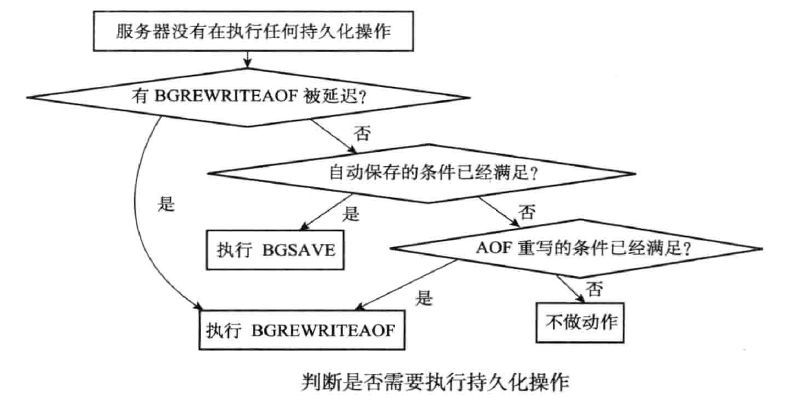 服务器没有在执行任何持久化操作
有 BGREWRITEAOF 被延迟？
否
自动保存的条件已经满足？
是
是
否
执行 BGSAVE
AOF 重写的条件已经满足？
是
否
执行 BGREWRITEAOF
不做动作
判断是否需要执行持久化操作